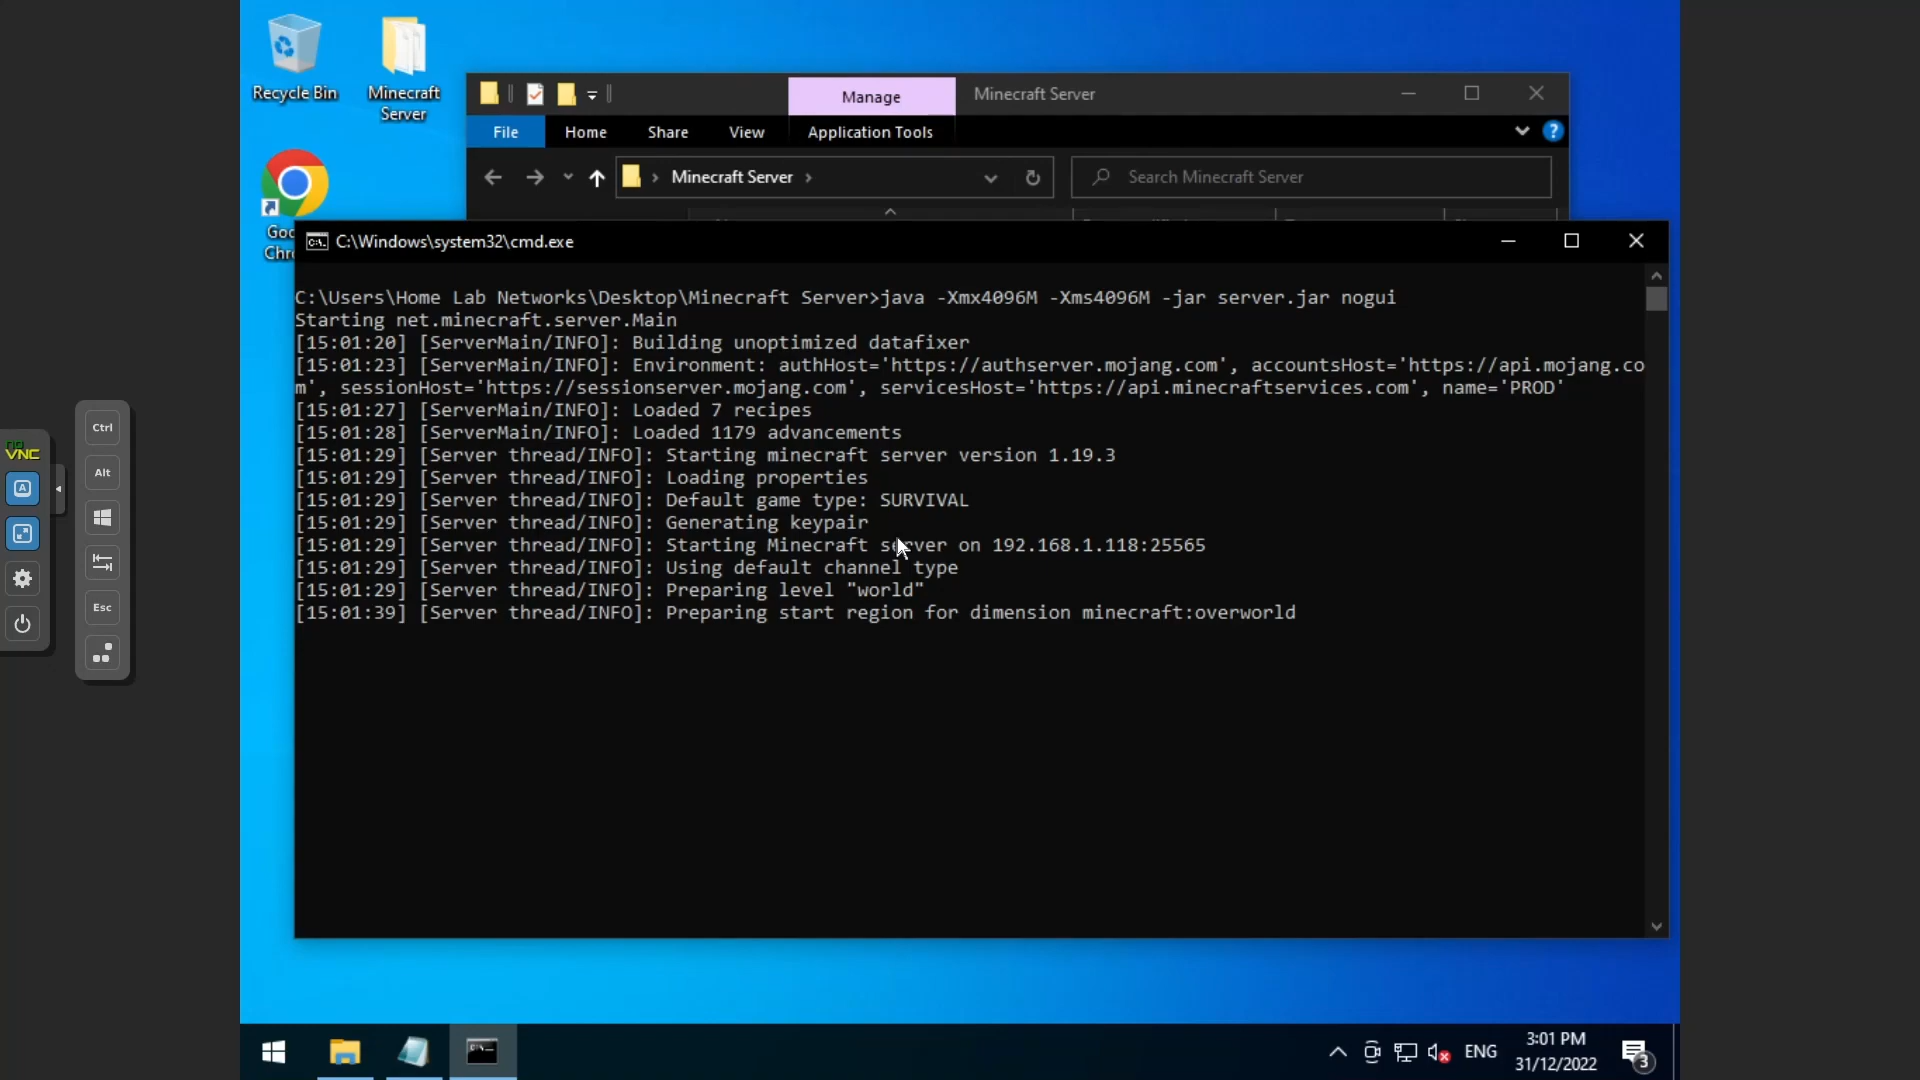 Recycle Bin
Minecraft
Server
Manage
Minecraft Server
File
Home
Share
View
Application Tools
Minecraft Server
Search Minecraft Server
C:\Windows\system32\cmd.exe
C:\Users\Home Lab Networks\Desktop\Minecraft Server>java -Xmx4096M -Xms4096M -jar server.jar nogui
Starting net.minecraft.server.Main
[15:01:20] [ServerMain/INFO]: Building unoptimized datafixer
[15:01:23] [ServerMain/INFO]: Environment: authHost='https://authserver.mojang.com', accountsHost='https://api.mojang.co
m', sessionHost='https://sessionserver.mojang.com', servicesHost='https://api.minecraftservices.com', name='PROD'
[15:01:27] [ServerMain/INFO]: Loaded 7 recipes
[15:01:28] [ServerMain/INFO]: Loaded 1179 advancements
[15:01:29] [Server thread/INFO]: Starting minecraft server version 1.19.3
[15:01:29] [Server thread/INFO]: Loading properties
[15:01:29] [Server thread/INFO]: Default game type: SURVIVAL
[15:01:29] [Server thread/INFO]: Generating keypair
[15:01:29] [Server thread/INFO]: Starting Minecraft server on 192.168.1.118:25565
[15:01:29] [Server thread/INFO]: Using default channel type
[15:01:29] [Server thread/INFO]: Preparing level "world"
[15:01:39] [Server thread/INFO]: Preparing start region for dimension minecraft:overworld
no
VNC
A
Ctrl
Alt
Esc
ENG
3:01 PM
31/12/2022
3